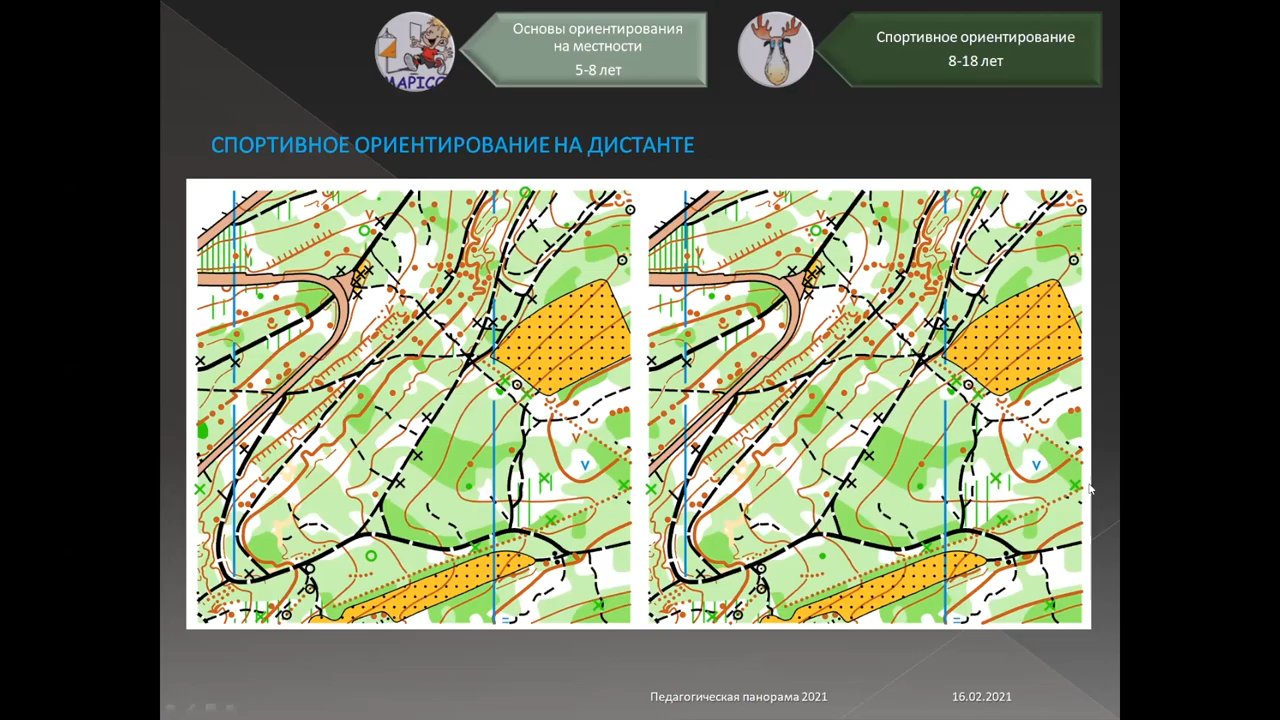 Основы ориентирования
на местности
5-8 лет
Спортивное ориентирование
8-18 лет
СПОРТИВНОЕ ОРИЕНТИРОВАНИЕ НА ДИСТАНТЕ
Педагогическая панорама 2021
16.02.2021